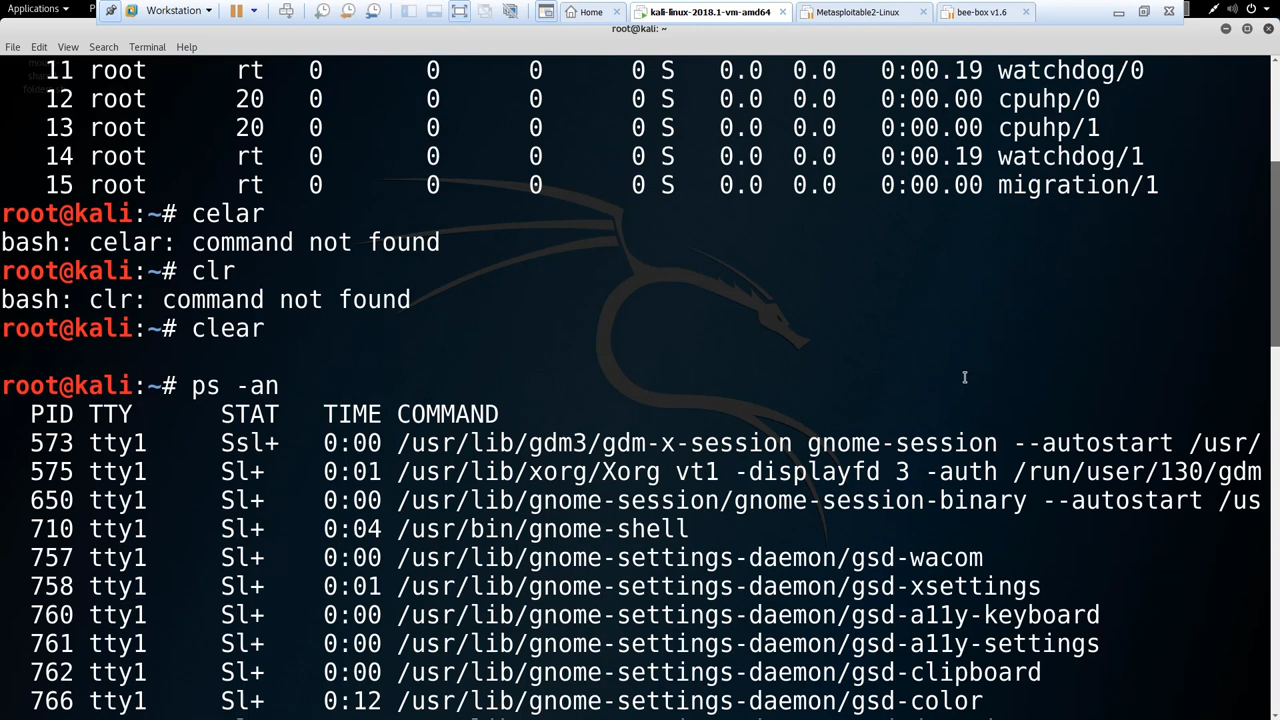 Applications Workstation Home kali-linux-2018.1-vm-amd64 Metasploitable2-Linux bee-box v1.6
root@kali: ~
File Edit View Search Terminal Help
11 root rt 0 0 0 0 S 0.0 0.0 0:00.19 watchdog/0
12 root 20 0 0 0 0 S 0.0 0.0 0:00.00 cpuhp/0
13 root 20 0 0 0 0 S 0.0 0.0 0:00.00 cpuhp/1
14 root rt 0 0 0 0 S 0.0 0.0 0:00.19 watchdog/1
15 root rt 0 0 0 0 S 0.0 0.0 0:00.00 migration/1
root@kali:~# celar
bash: celar: command not found
root@kali:~# clr
bash: clr: command not found
root@kali:~# clear
root@kali:~# ps -an
PID TTY STAT TIME COMMAND
573 tty1 Ssl+ 0:00 /usr/lib/gdm3/gdm-x-session gnome-session --autostart /usr/
575 tty1 Sl+ 0:01 /usr/lib/xorg/Xorg vt1 -displayfd 3 -auth /run/user/130/gdm
650 tty1 Sl+ 0:00 /usr/lib/gnome-session/gnome-session-binary --autostart /us
710 tty1 Sl+ 0:04 /usr/bin/gnome-shell
757 tty1 Sl+ 0:00 /usr/lib/gnome-settings-daemon/gsd-wacom
758 tty1 Sl+ 0:01 /usr/lib/gnome-settings-daemon/gsd-xsettings
760 tty1 Sl+ 0:00 /usr/lib/gnome-settings-daemon/gsd-a11y-keyboard
761 tty1 Sl+ 0:00 /usr/lib/gnome-settings-daemon/gsd-a11y-settings
762 tty1 Sl+ 0:00 /usr/lib/gnome-settings-daemon/gsd-clipboard
766 tty1 Sl+ 0:12 /usr/lib/gnome-settings-daemon/gsd-color